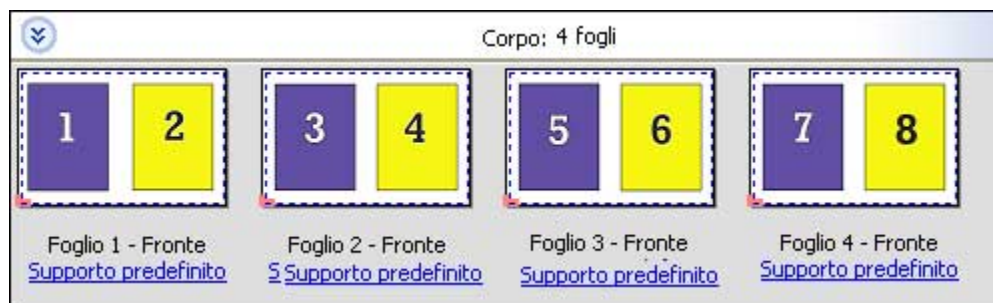 Corpo: 4 fogli
1 2 3 4 5 6 7 8
Foglio 1 - Fronte Foglio 2 - Fronte Foglio 3 - Fronte Foglio 4 - Fronte
Supporto predefinito S Supporto predefinito Supporto predefinito Supporto predefinito